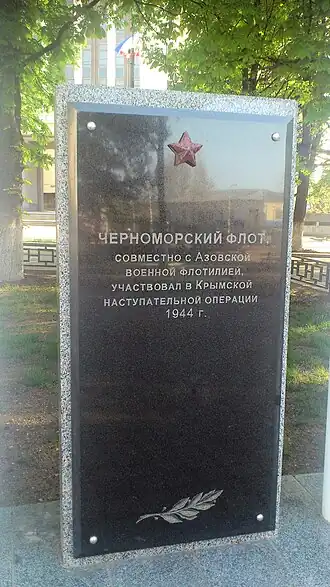 ЧЕРНОМОРСКИЙ ФЛОТ,
СОВМЕСТНО С АЗОВСКОЙ
ВОЕННОЙ ФЛОТИЛИЕЙ,
УЧАСТВОВАЛ В КРЫМСКОЙ
НАСТУПАТЕЛЬНОЙ ОПЕРАЦИИ
1944 г.